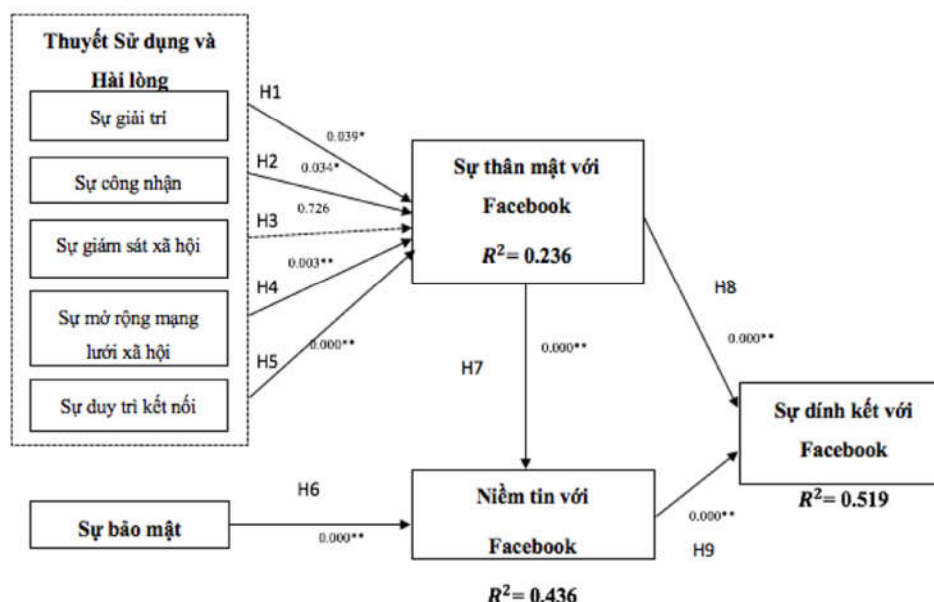 Thuyết Sử dụng và
Hài lòng
Sự giải trí
Sự công nhận
Sự giám sát xã hội
Sự mở rộng mạng
lưới xã hội
Sự duy trì kết nối
H1
0.039*
H2
0.034*
H3
0.726
H4
0.003**
H5
0.000**
Sự thân mật với
Facebook
R² = 0.236
H7
0.000**
H8
0.000**
Sự dính kết với
Facebook
R² = 0.519
Sự bảo mật
H6
0.000**
Niềm tin với
Facebook
R² = 0.436
0.000**
H9